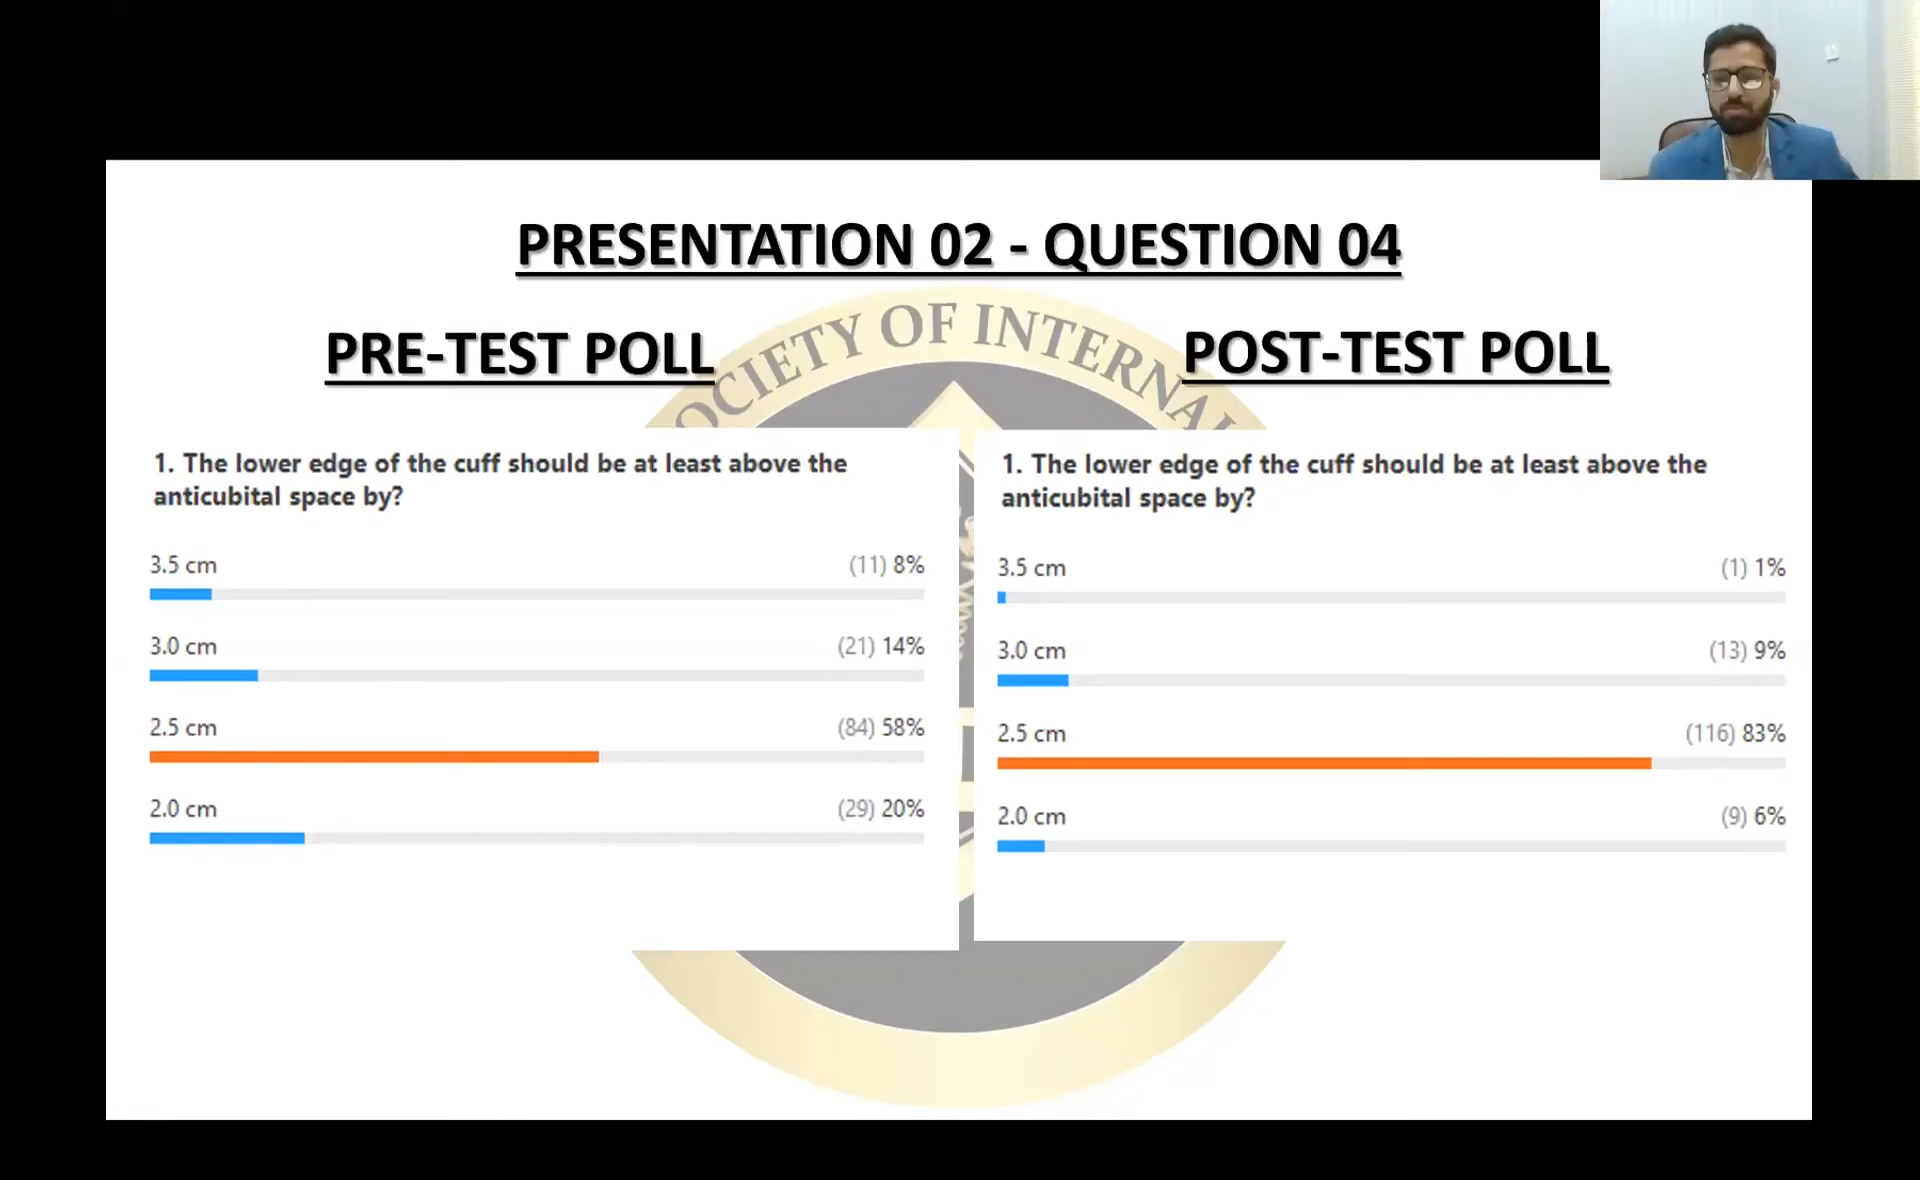 PRESENTATION 02 - QUESTION 04
PRE-TEST POLL
POST-TEST POLL
OCIETY OF INTERNAL
1. The lower edge of the cuff should be at least above the
anticubital space by?
3.5 cm (11) 8%
3.0 cm (21) 14%
2.5 cm (84) 58%
2.0 cm (29) 20%
1. The lower edge of the cuff should be at least above the
anticubital space by?
3.5 cm (1) 1%
3.0 cm (13) 9%
2.5 cm (116) 83%
2.0 cm (9) 6%